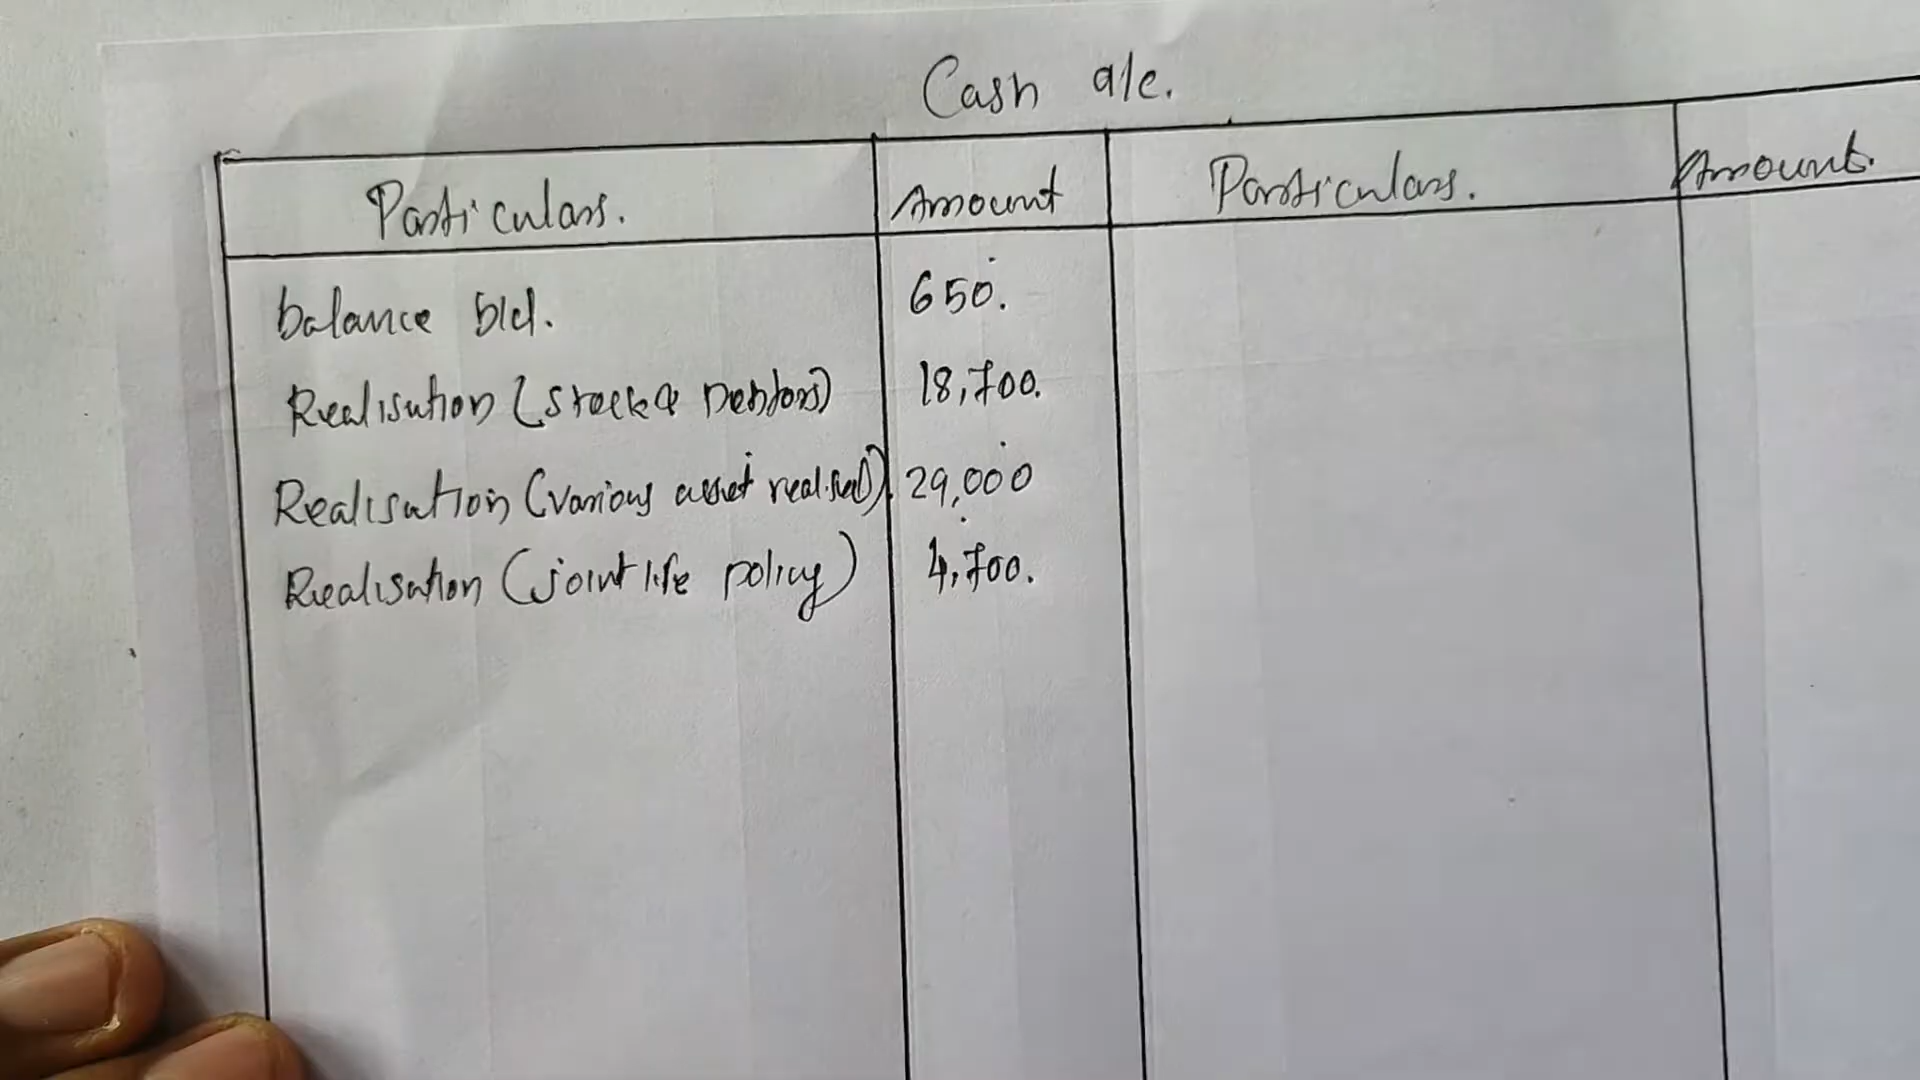 Cash a/c.
Particulars. Amount Particulars. Amount.
balance b/d. 650.
Realisation (stock & Debtors) 18,700.
Realisation (various asset realised) 29,000
Realisation (joint life policy) 4,700.